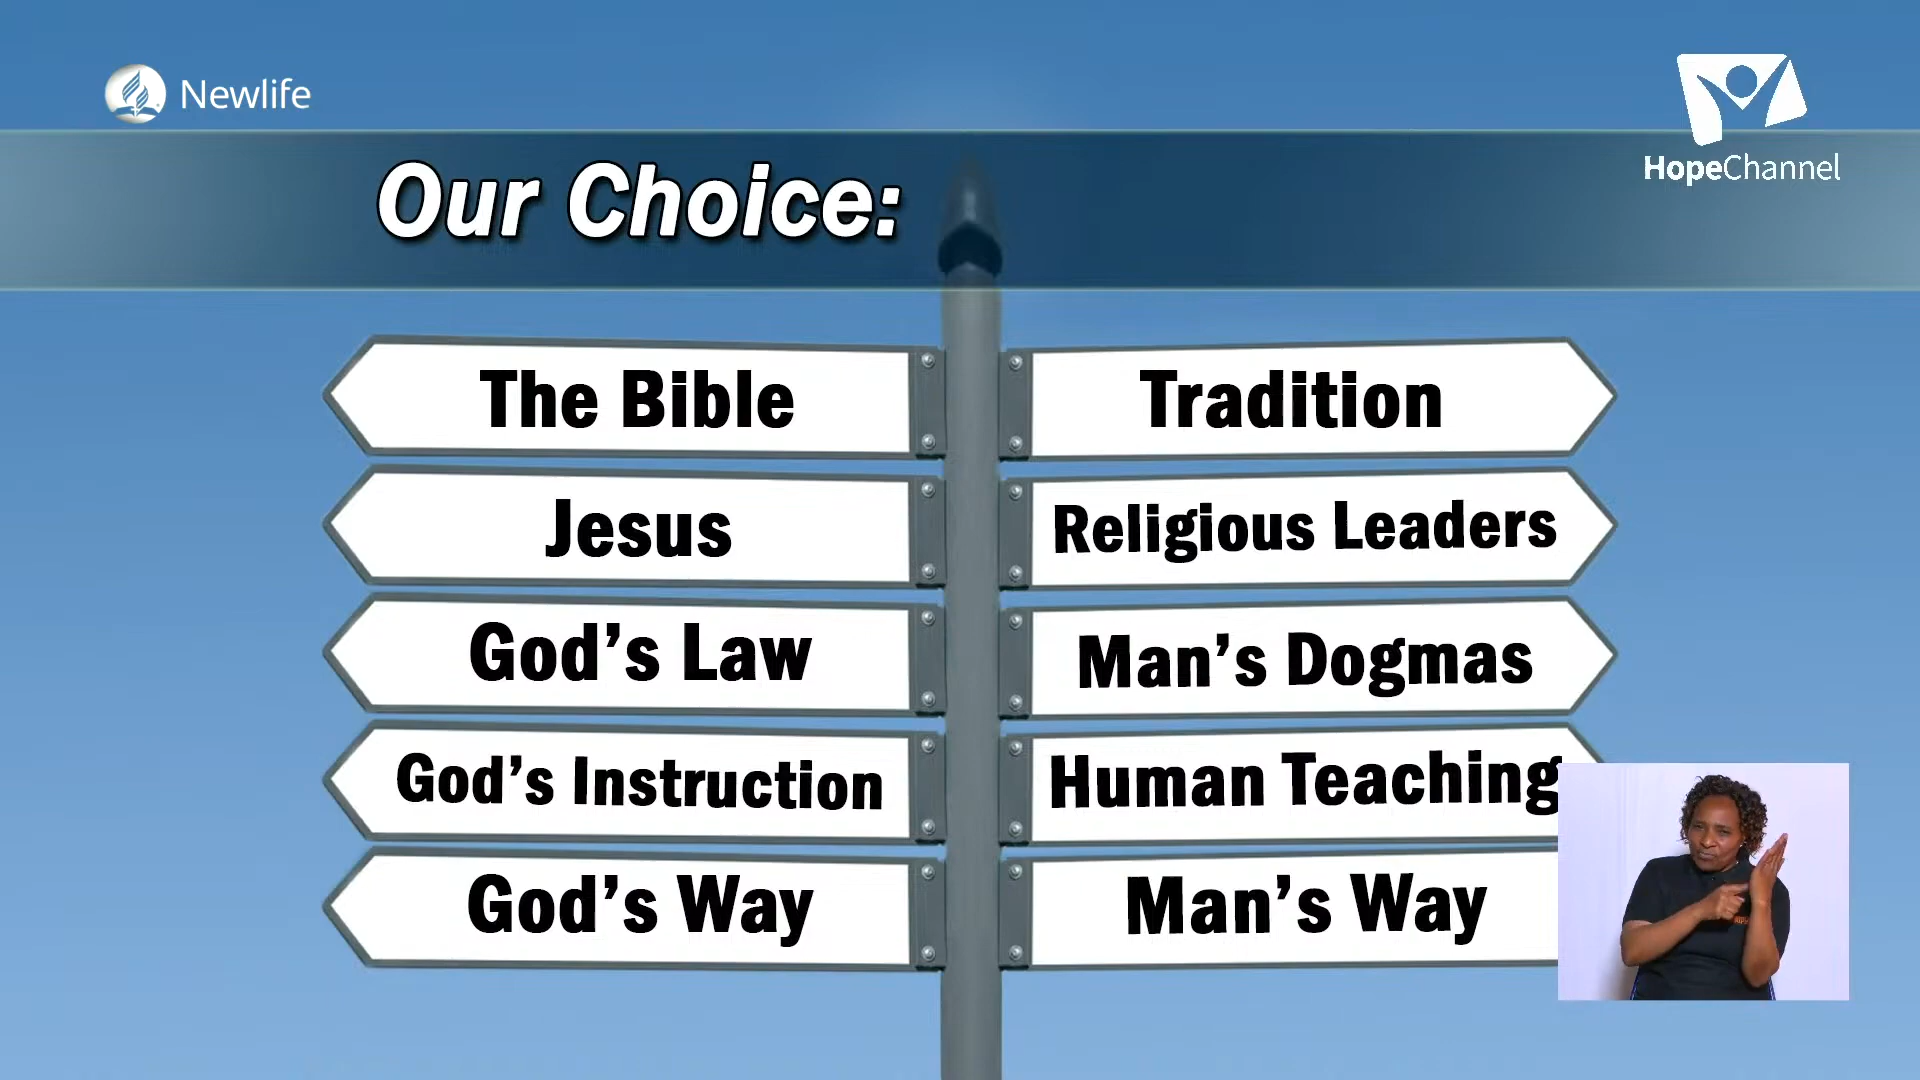 Newlife
HopeChannel
Our Choice:
The Bible
Tradition
Jesus
Religious Leaders
God's Law
Man's Dogmas
God's Instruction
Human Teaching
God's Way
Man's Way